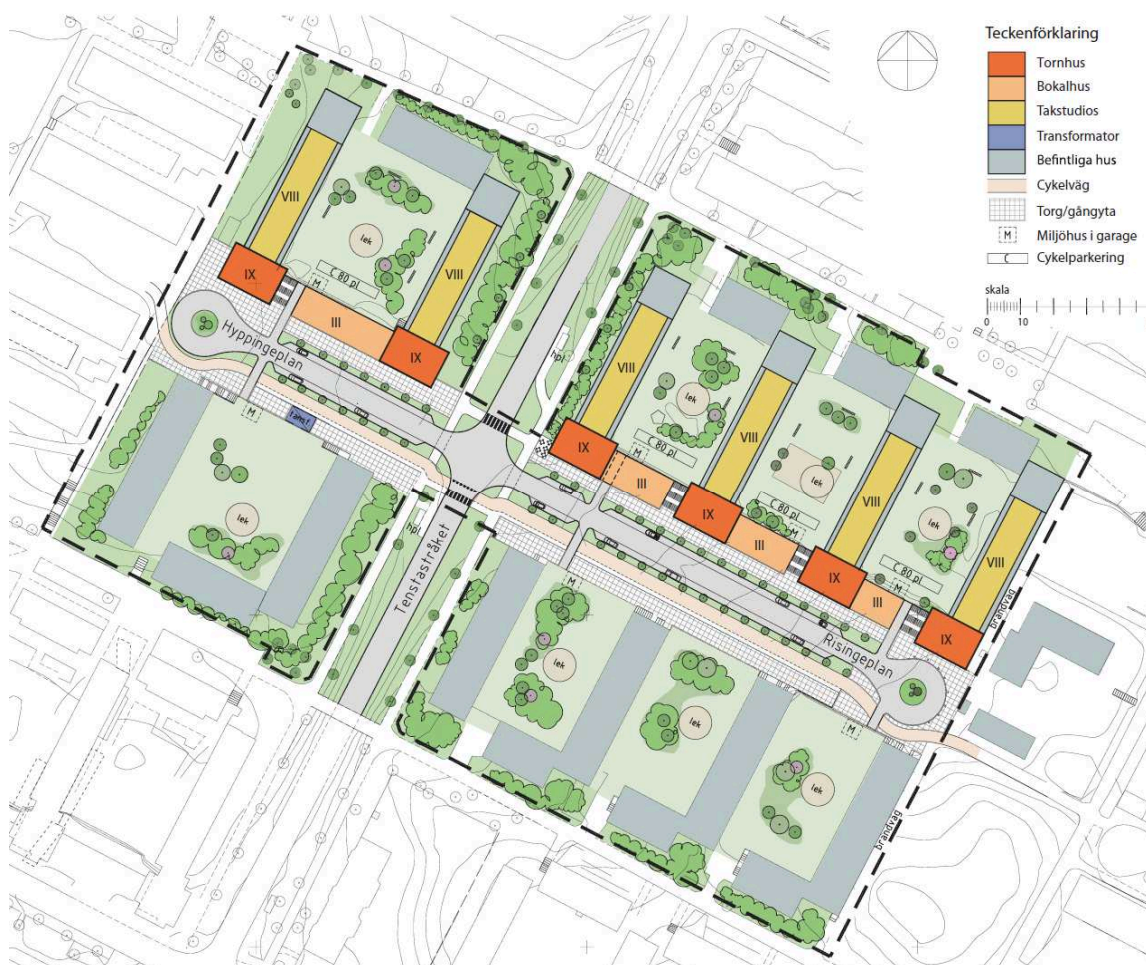 Teckenförklaring
Tornhus
Bokalhus
Takstudios
Transformator
Befintliga hus
Cykelväg
Torg/gångyta
M Miljöhus i garage
C Cykelparkering
skala
0 10
VIII
VIII
lek
C 80 pl
M
IX
III
IX
Hyppingeplan
hpl
M
Transf
lek
VIII
VIII
VIII
VIII
lek
lek
lek
C 80 pl
C 80 pl
C 80 pl
M
M
IX
III
IX
III
IX
III
IX
brandväg
Risingeplan
hpl
Tenstastråket
M
lek
lek
lek
M
brandväg